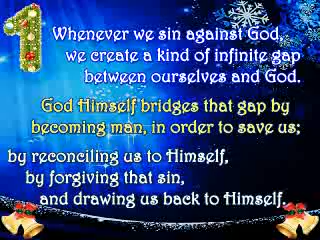 1
Whenever we sin against God,
we create a kind of infinite gap
between ourselves and God.
God Himself bridges that gap by
becoming man, in order to save us;
by reconciling us to Himself,
by forgiving that sin,
and drawing us back to Himself.